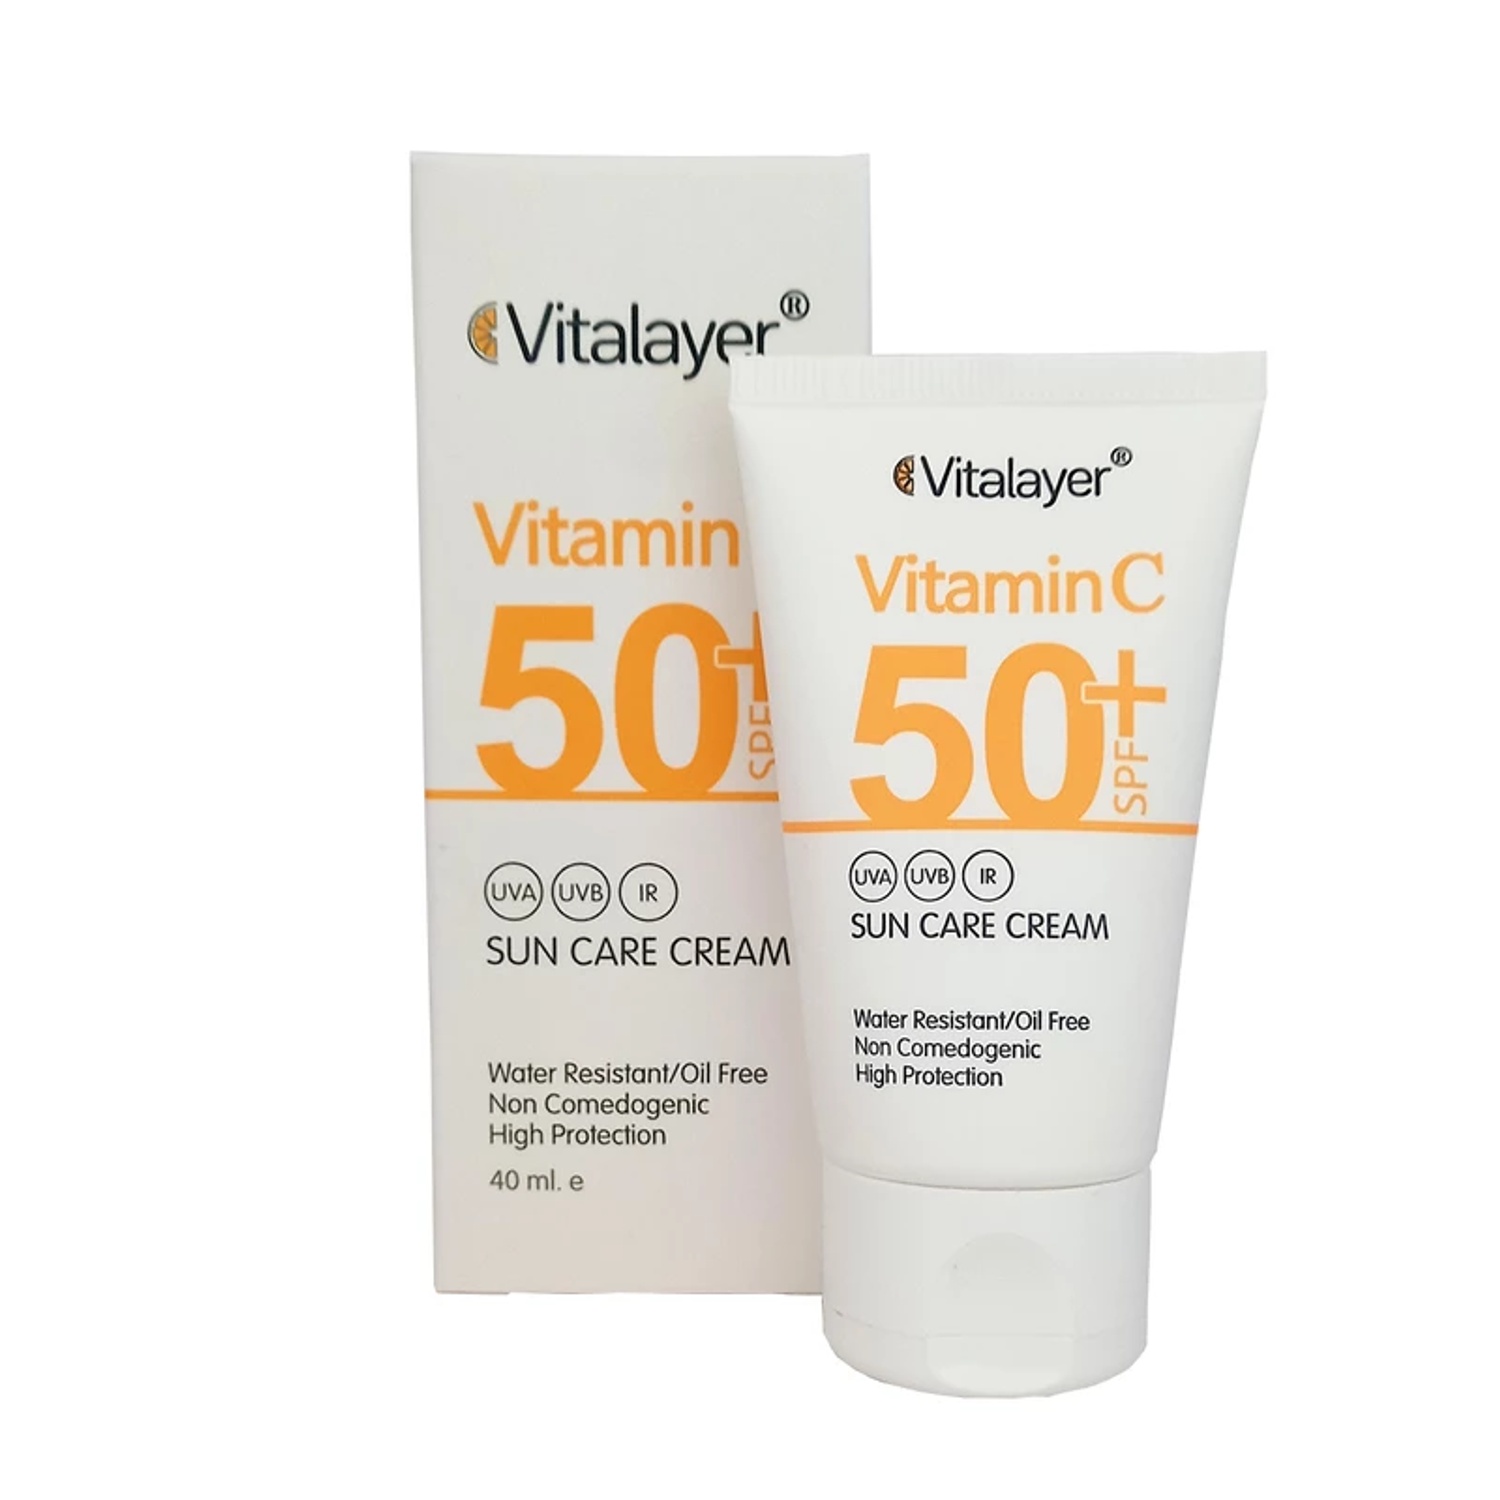 Vitalayer®
Vitamin
50+
SPF
UVA UVB IR
SUN CARE CREAM
Water Resistant/Oil Free
Non Comedogenic
High Protection
40 ml. e
Vitalayer®
Vitamin C
50+
SPF
UVA UVB IR
SUN CARE CREAM
Water Resistant/Oil Free
Non Comedogenic
High Protection